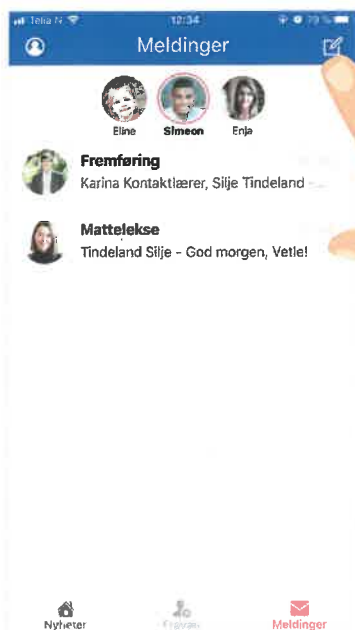 Telia N
12:34
Meldinger
Eline
Simeon
Enja
Fremføring
Karina Kontaktlærer, Silje Tindeland - ...
Mattelekse
Tindeland Silje - God morgen, Vetle!
Nyheter
Fravær
Meldinger